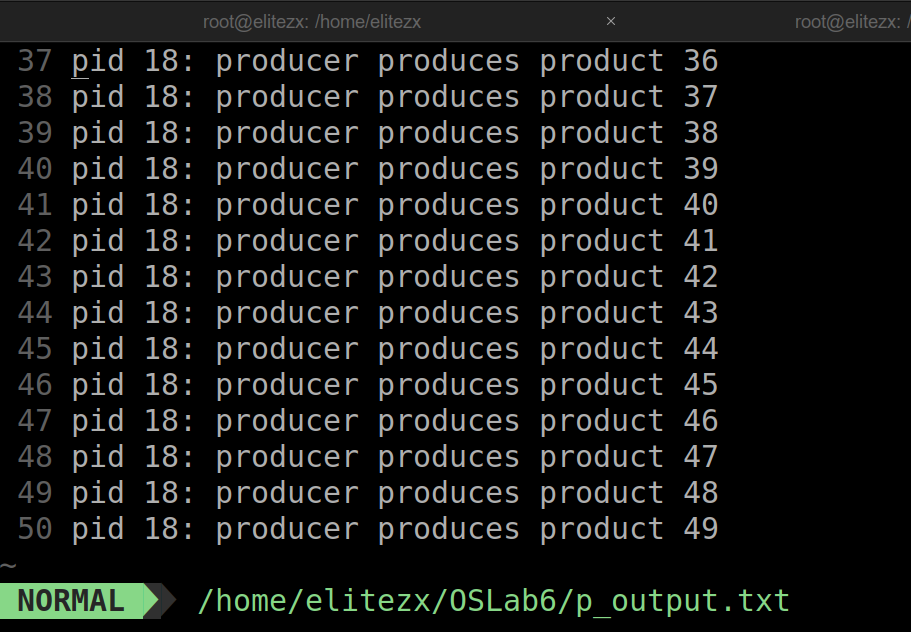 root@elitezx: /home/elitezx × root@elitezx: /
37 pid 18: producer produces product 36
38 pid 18: producer produces product 37
39 pid 18: producer produces product 38
40 pid 18: producer produces product 39
41 pid 18: producer produces product 40
42 pid 18: producer produces product 41
43 pid 18: producer produces product 42
44 pid 18: producer produces product 43
45 pid 18: producer produces product 44
46 pid 18: producer produces product 45
47 pid 18: producer produces product 46
48 pid 18: producer produces product 47
49 pid 18: producer produces product 48
50 pid 18: producer produces product 49
~
NORMAL /home/elitezx/OSLab6/p_output.txt